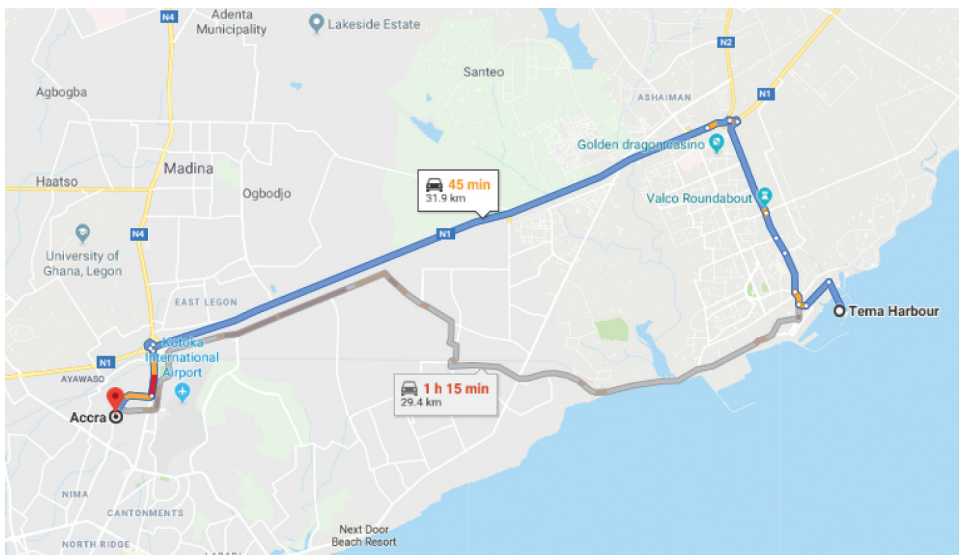 N4
Adenta
Municipality
Lakeside Estate
N2
Santeo
Agbogba
ASHAIMAN
N1
Golden dragon casino
Madina
Haatso
Ogbodjo
45 min
31.9 km
Valco Roundabout
N4
N1
University of
Ghana, Legon
EAST LEGON
Tema Harbour
Kotoka
International
Airport
N1
AYAWASO
1 h 15 min
29.4 km
Accra
NIMA
CANTONMENTS
Next Door
Beach Resort
NORTH RIDGE